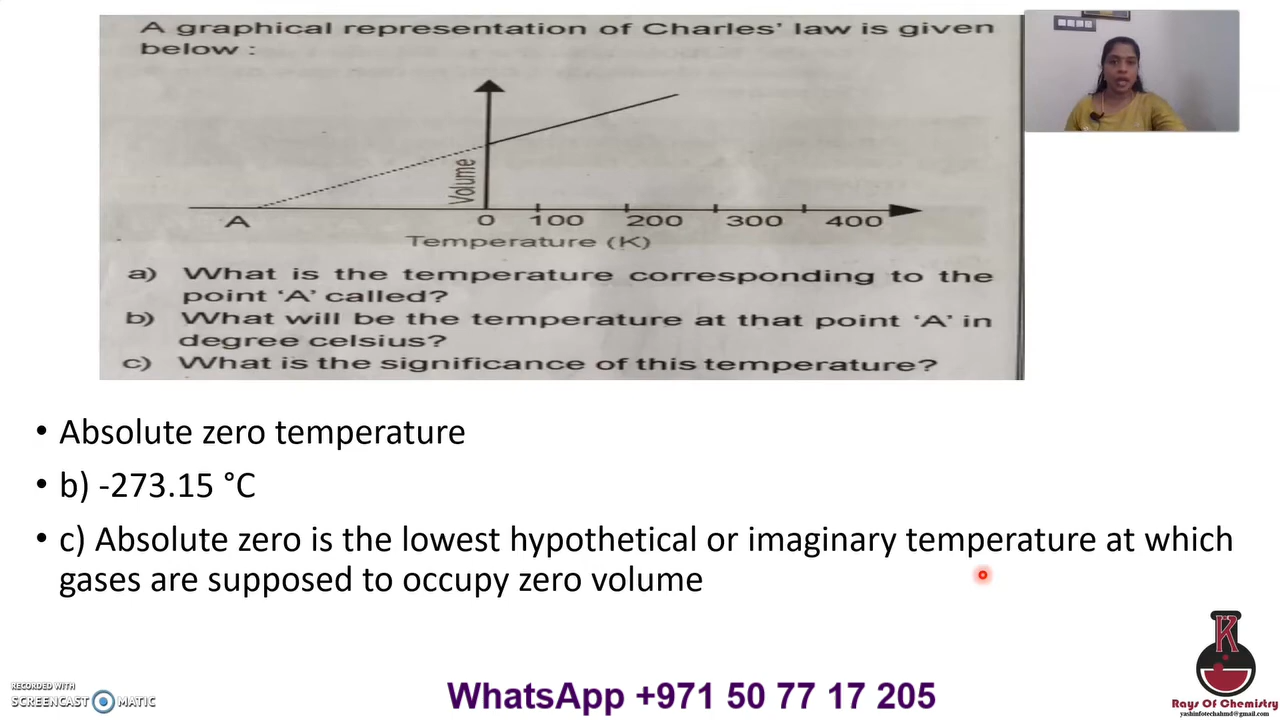 A graphical representation of Charles' law is given
below :
Volume
A
0 100 200 300 400
Temperature (K)
a) What is the temperature corresponding to the
point 'A' called?
b) What will be the temperature at that point 'A' in
degree celsius?
c) What is the significance of this temperature?
• Absolute zero temperature
• b) -273.15 °C
• c) Absolute zero is the lowest hypothetical or imaginary temperature at which
gases are supposed to occupy zero volume
RECORDED WITH
SCREENCAST MATIC
WhatsApp +971 50 77 17 205
K
Rays Of Chemistry
yashinfotechahmd@gmail.com